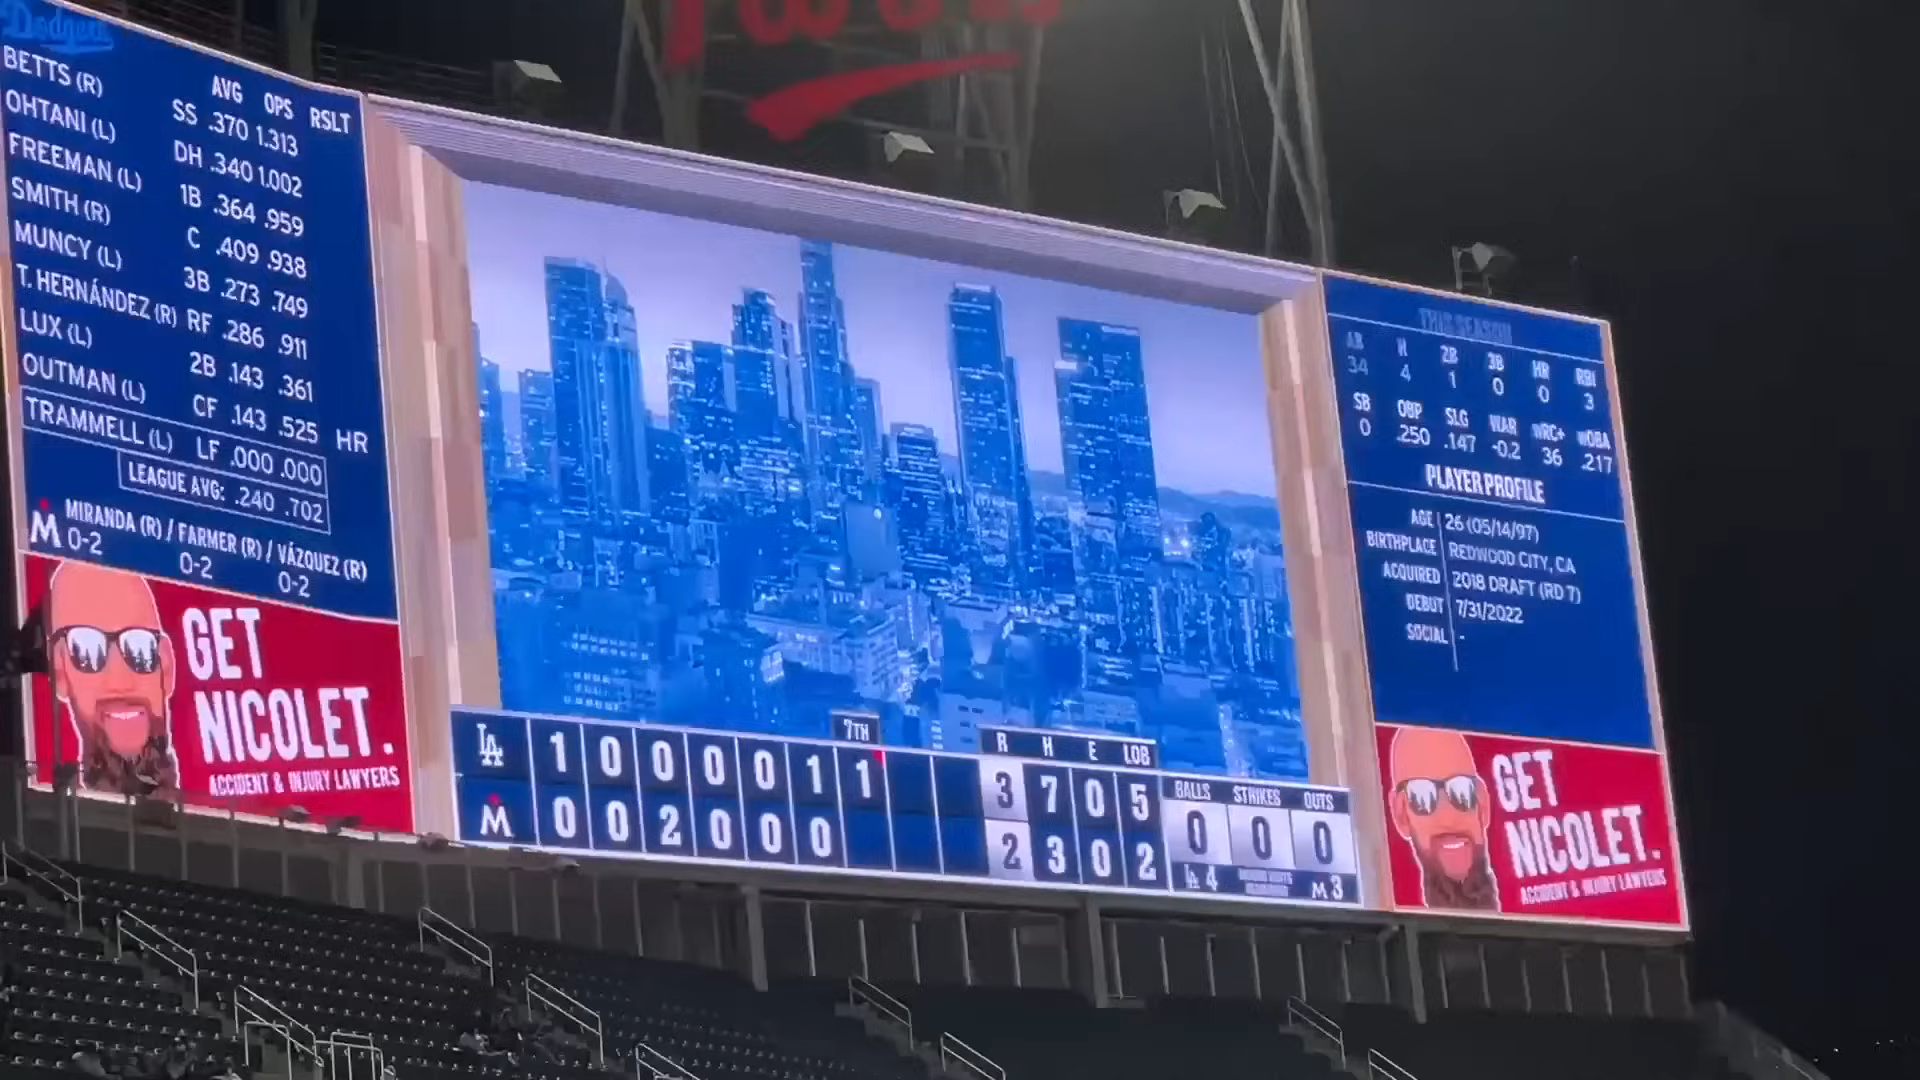 Dodgers
AVG OPS RSLT
BETTS (R) SS .370 1.313
OHTANI (L) DH .340 1.002
FREEMAN (L) 1B .364 .959
SMITH (R) C .409 .938
MUNCY (L) 3B .273 .749
T. HERNÁNDEZ (R) RF .286 .911
LUX (L) 2B .143 .361
OUTMAN (L) CF .143 .525 HR
TRAMMELL (L) LF .000 .000
LEAGUE AVG: .240 .702
M MIRANDA (R) / FARMER (R) / VÁZQUEZ (R)
0-2 0-2 0-2
GET
NICOLET.
ACCIDENT & INJURY LAWYERS
7TH
R H E LOB
LA 1 0 0 0 0 1 1 3 7 0 5
M 0 0 2 0 0 0 2 3 0 2
BALLS STRIKES OUTS
0 0 0
LA 4 M 3
THIS SEASON
AB H 2B 3B HR RBI
34 4 1 0 0 3
SB OBP SLG WAR WRC+ WOBA
0 .250 .147 -0.2 36 .217
PLAYER PROFILE
AGE 26 (05/14/97)
BIRTHPLACE REDWOOD CITY, CA
ACQUIRED 2018 DRAFT (RD 7)
DEBUT 7/31/2022
SOCIAL -
GET
NICOLET.
ACCIDENT & INJURY LAWYERS